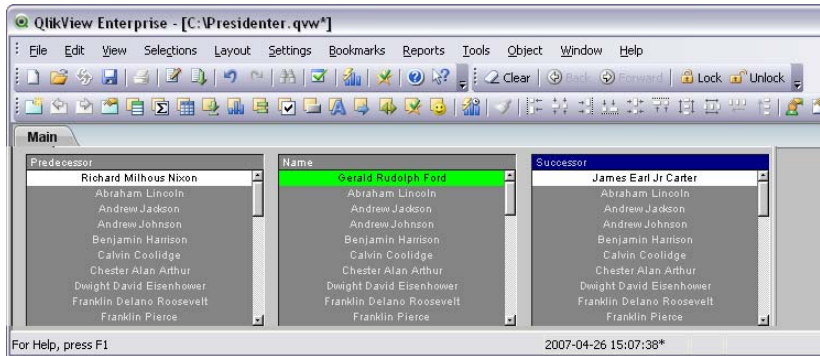 QlikView Enterprise - [C:\Presidenter.qvw*]
File Edit View Selections Layout Settings Bookmarks Reports Tools Object Window Help
Clear Back Forward Lock Unlock
Main
Predecessor Name Successor
Richard Milhous Nixon Gerald Rudolph Ford James Earl Jr Carter
Abraham Lincoln Abraham Lincoln Abraham Lincoln
Andrew Jackson Andrew Jackson Andrew Jackson
Andrew Johnson Andrew Johnson Andrew Johnson
Benjamin Harrison Benjamin Harrison Benjamin Harrison
Calvin Coolidge Calvin Coolidge Calvin Coolidge
Chester Alan Arthur Chester Alan Arthur Chester Alan Arthur
Dwight David Eisenhower Dwight David Eisenhower Dwight David Eisenhower
Franklin Delano Roosevelt Franklin Delano Roosevelt Franklin Delano Roosevelt
Franklin Pierce Franklin Pierce Franklin Pierce
For Help, press F1 2007-04-26 15:07:38*